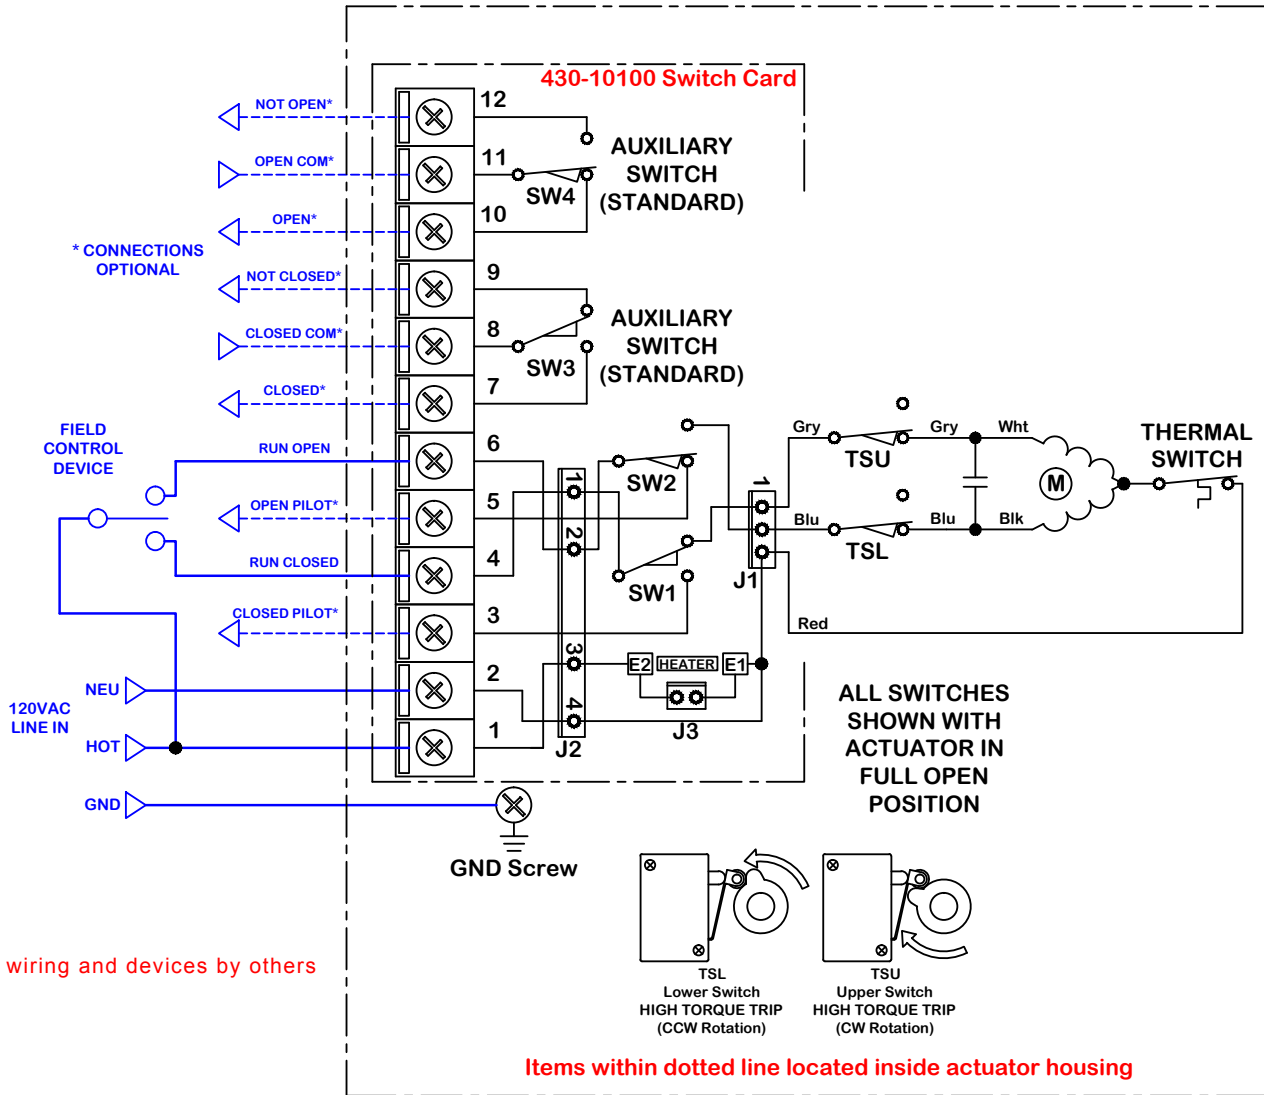 430-10100 Switch Card
NOT OPEN*
12
OPEN COM*
11
SW4
AUXILIARY
SWITCH
(STANDARD)
OPEN*
10
* CONNECTIONS
OPTIONAL
NOT CLOSED*
9
CLOSED COM*
8
SW3
AUXILIARY
SWITCH
(STANDARD)
CLOSED*
7
FIELD
CONTROL
DEVICE
RUN OPEN
6
OPEN PILOT*
5
RUN CLOSED
4
CLOSED PILOT*
3
NEU
2
120VAC
LINE IN
HOT
1
GND
GND Screw
1
2
3
4
J2
SW2
SW1
E2
HEATER
E1
J3
1
J1
Gry
TSU
Gry
Wht
Blu
TSL
Blu
Blk
M
THERMAL
SWITCH
Red
ALL SWITCHES
SHOWN WITH
ACTUATOR IN
FULL OPEN
POSITION
TSL
Lower Switch
HIGH TORQUE TRIP
(CCW Rotation)
TSU
Upper Switch
HIGH TORQUE TRIP
(CW Rotation)
wiring and devices by others
Items within dotted line located inside actuator housing